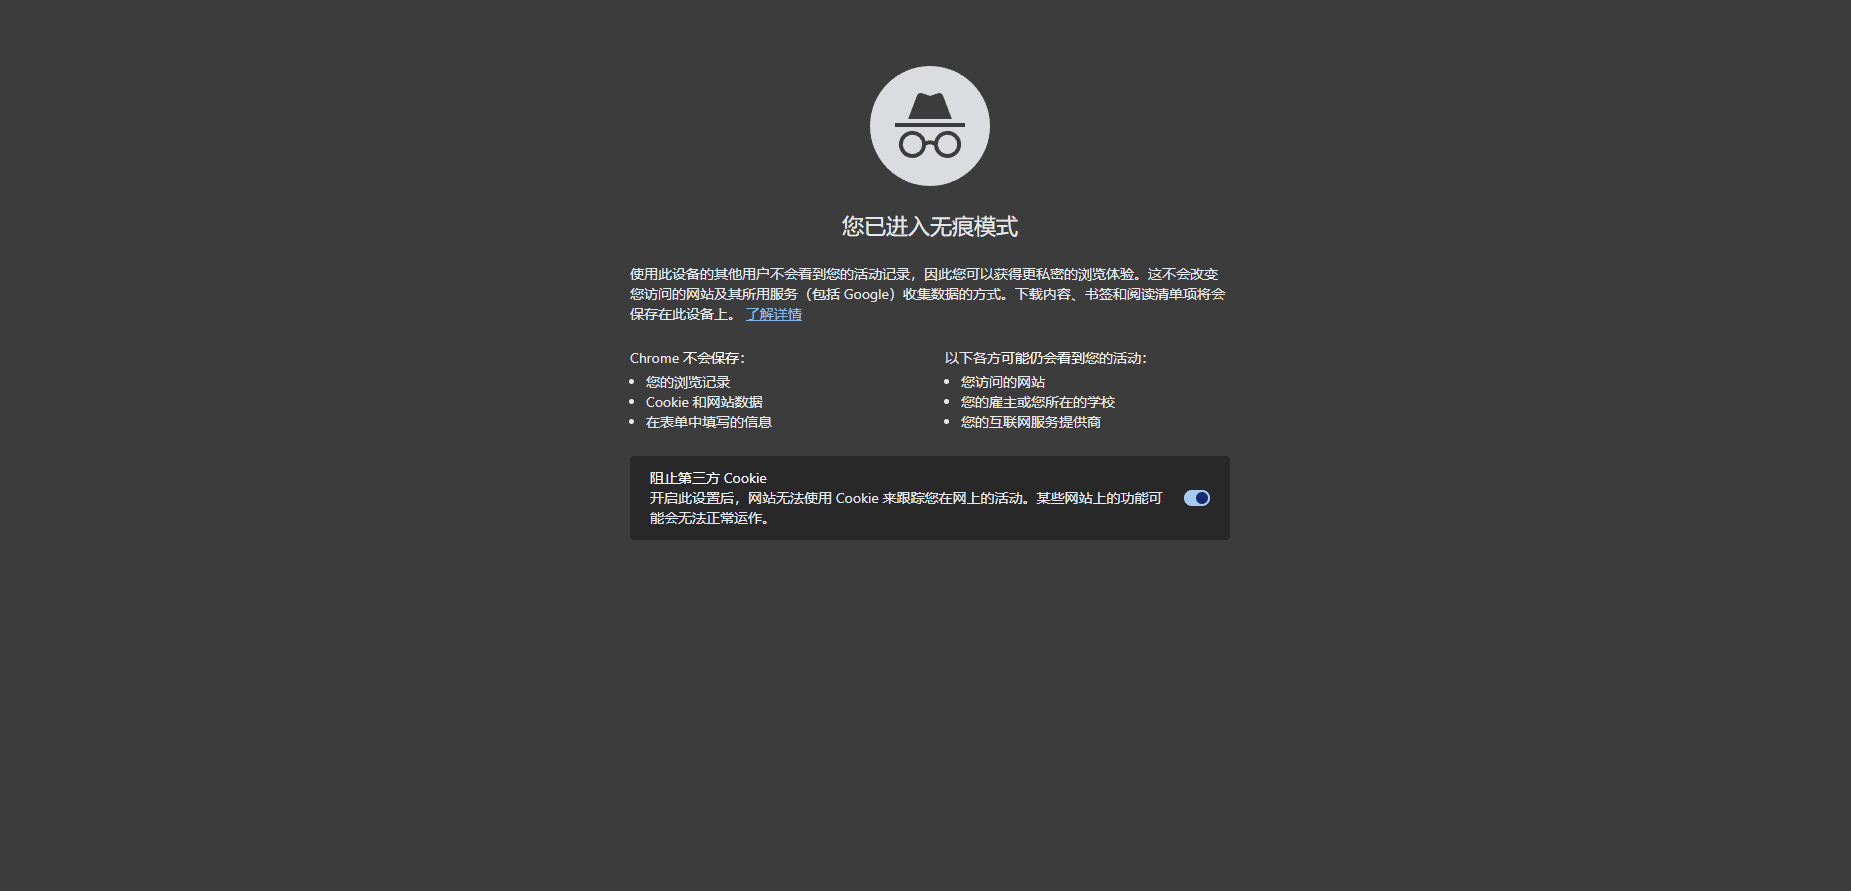 您已进入无痕模式
使用此设备的其他用户不会看到您的活动记录，因此您可以获得更私密的浏览体验。这不会改变
您访问的网站及其所用服务（包括 Google）收集数据的方式。下载内容、书签和阅读清单项将会
保存在此设备上。 了解详情
Chrome 不会保存：
您的浏览记录
Cookie 和网站数据
在表单中填写的信息
以下各方可能仍会看到您的活动：
您访问的网站
您的雇主或您所在的学校
您的互联网服务提供商
阻止第三方 Cookie
开启此设置后，网站无法使用 Cookie 来跟踪您在网上的活动。某些网站上的功能可
能会无法正常运作。